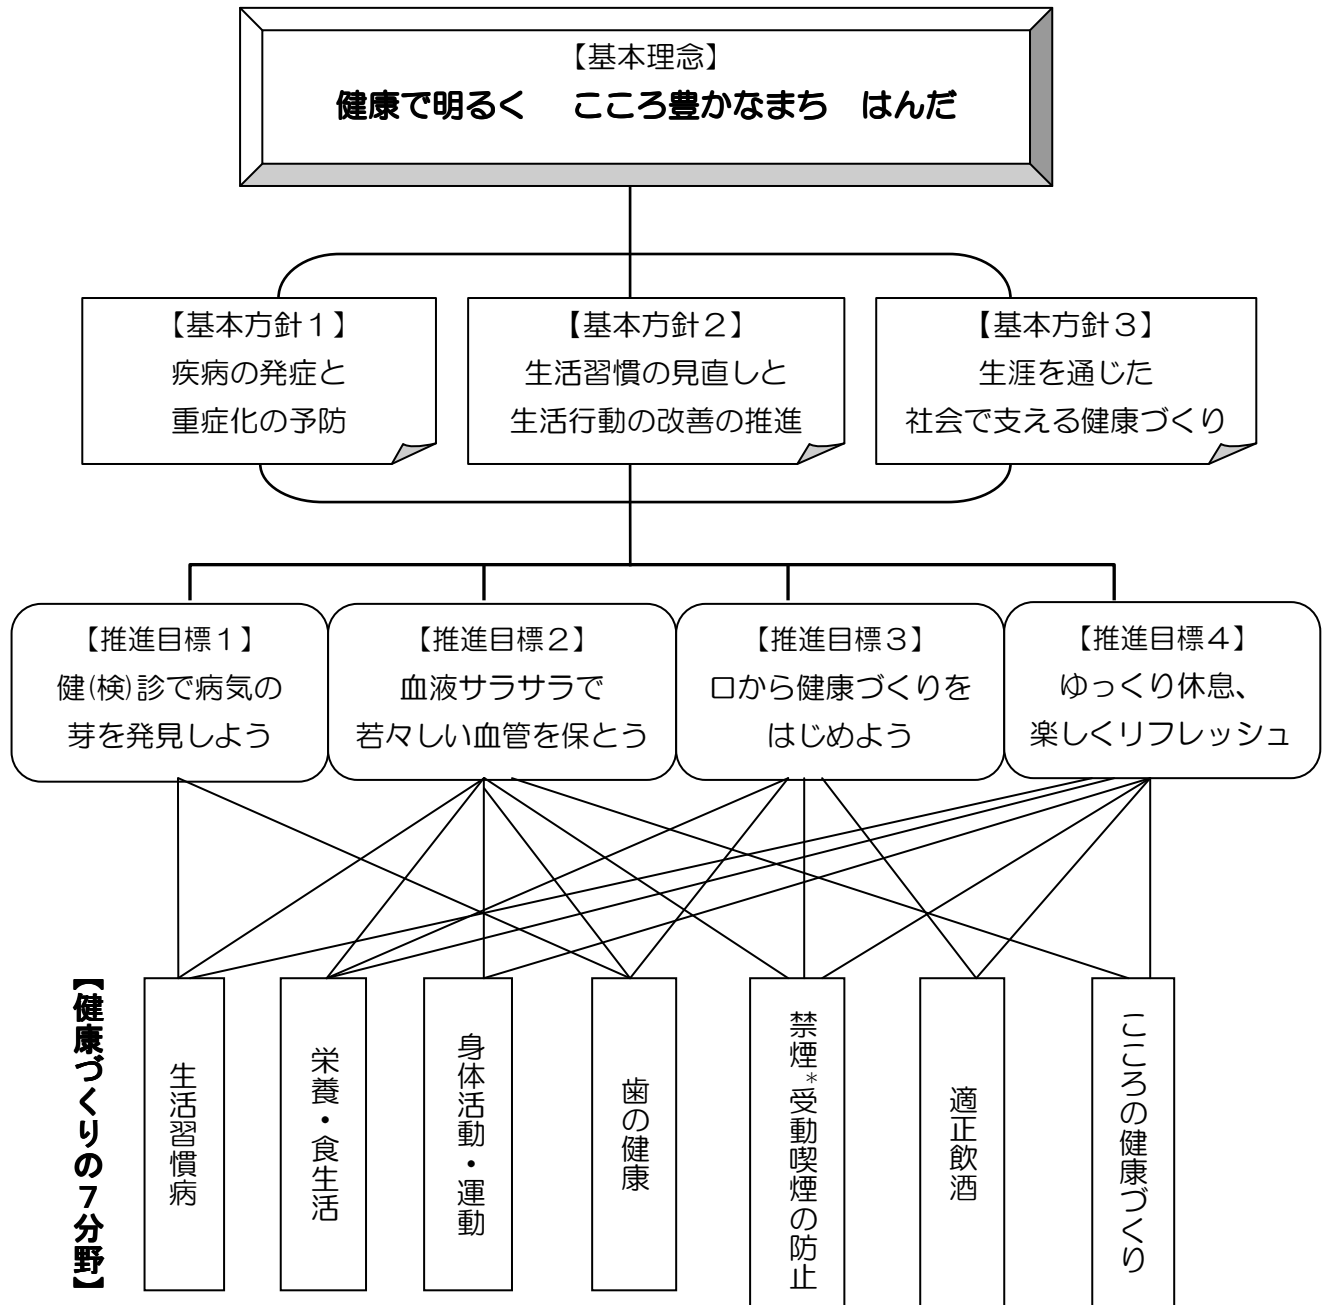 【基本理念】
健康で明るく　こころ豊かなまち　はんだ
【基本方針１】
疾病の発症と
重症化の予防
【基本方針２】
生活習慣の見直しと
生活行動の改善の推進
【基本方針３】
生涯を通じた
社会で支える健康づくり
【推進目標１】
健(検)診で病気の
芽を発見しよう
【推進目標２】
血液サラサラで
若々しい血管を保とう
【推進目標３】
口から健康づくりを
はじめよう
【推進目標４】
ゆっくり休息、
楽しくリフレッシュ
【健康づくりの７分野】
生活習慣病
栄養・食生活
身体活動・運動
歯の健康
禁煙*受動喫煙の防止
適正飲酒
こころの健康づくり